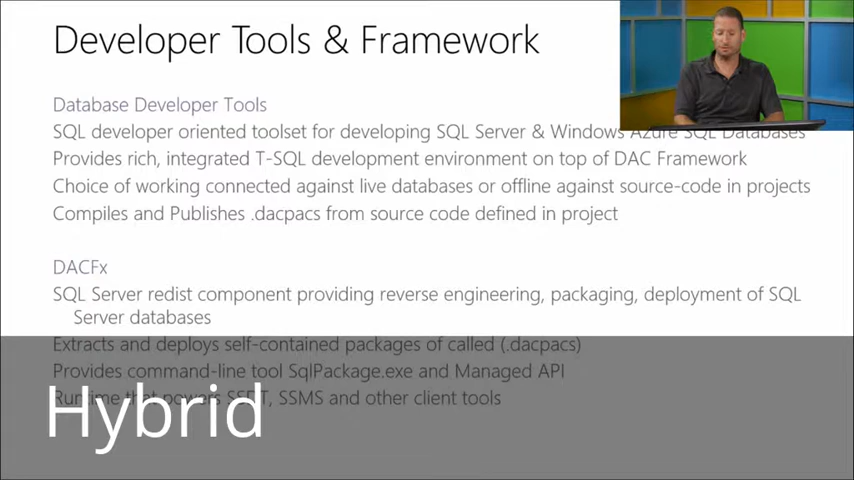 Developer Tools & Framework
Database Developer Tools
SQL developer oriented toolset for developing SQL Server & Windows Azure SQL Databases
Provides rich, integrated T-SQL development environment on top of DAC Framework
Choice of working connected against live databases or offline against source-code in projects
Compiles and Publishes .dacpacs from source code defined in project
DACFx
SQL Server redist component providing reverse engineering, packaging, deployment of SQL
Server databases
Extracts and deploys self-contained packages of called (.dacpacs)
Provides command-line tool SqlPackage.exe and Managed API
Runtime that powers SSDT, SSMS and other client tools
Hybrid